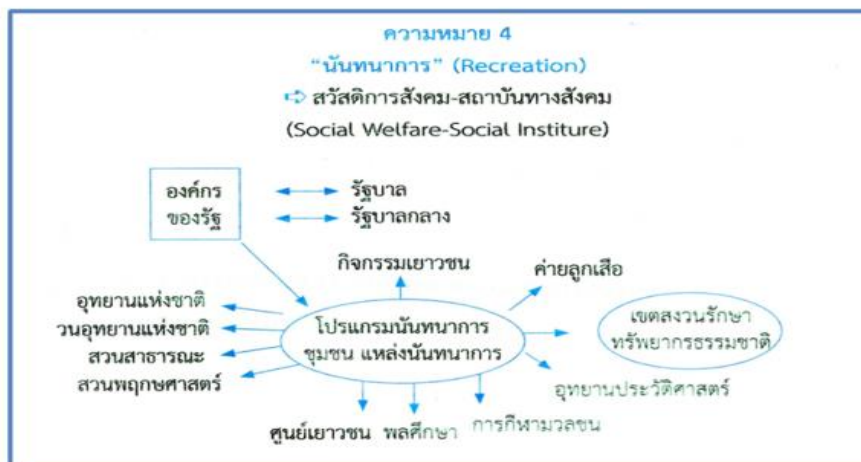 ความหมาย 4
“นันทนาการ” (Recreation)
➪ สวัสดิการสังคม-สถาบันทางสังคม
(Social Welfare-Social Institure)
องค์กร
ของรัฐ
รัฐบาล
รัฐบาลกลาง
กิจกรรมเยาวชน
ค่ายลูกเสือ
อุทยานแห่งชาติ
วนอุทยานแห่งชาติ
สวนสาธารณะ
สวนพฤกษศาสตร์
โปรแกรมนันทนาการ
ชุมชน แหล่งนันทนาการ
เขตสงวนรักษา
ทรัพยากรธรรมชาติ
อุทยานประวัติศาสตร์
ศูนย์เยาวชน พลศึกษา การกีฬามวลชน